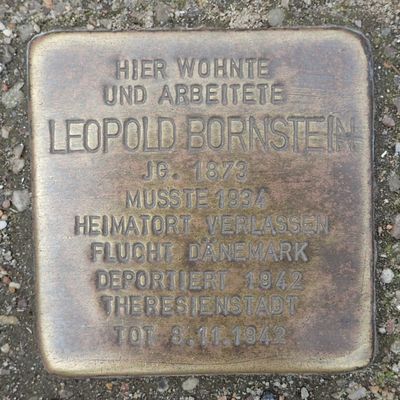 HIER WOHNTE
UND ARBEITETE
LEOPOLD BORNSTEIN
JG. 1873
MUSSTE 1934
HEIMATORT VERLASSEN
FLUCHT DÄNEMARK
DEPORTIERT 1942
THERESIENSTADT
TOT 8.11.1942